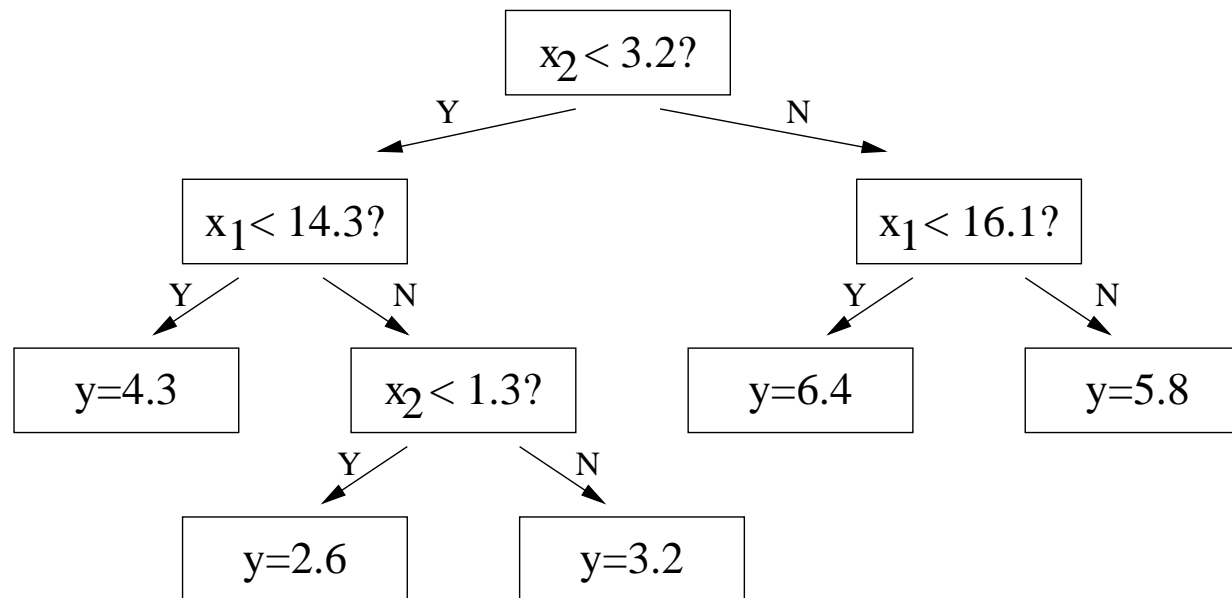 x2 < 3.2?
Y N
x1 < 14.3? x1 < 16.1?
Y N Y N
y=4.3 x2 < 1.3? y=6.4 y=5.8
Y N
y=2.6 y=3.2